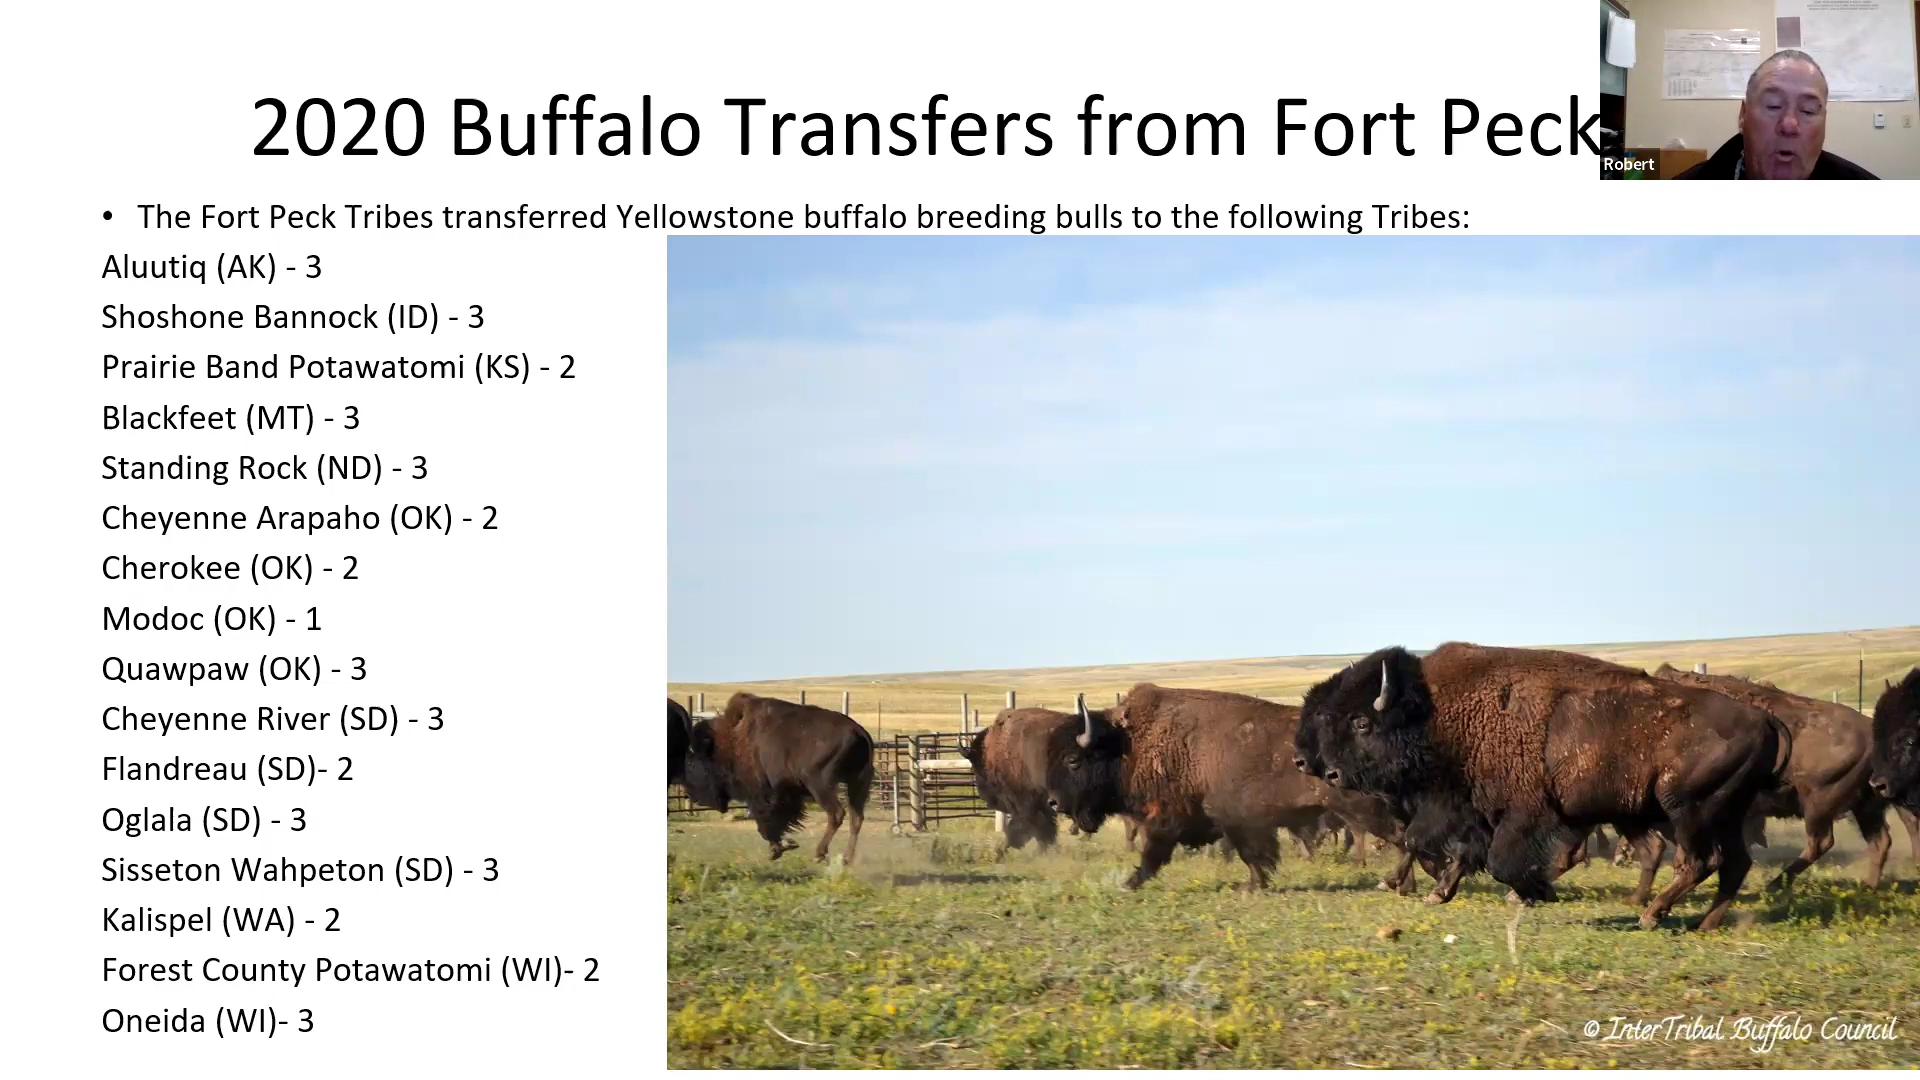 2020 Buffalo Transfers from Fort Peck
Robert
• The Fort Peck Tribes transferred Yellowstone buffalo breeding bulls to the following Tribes:
Aluutiq (AK) - 3
Shoshone Bannock (ID) - 3
Prairie Band Potawatomi (KS) - 2
Blackfeet (MT) - 3
Standing Rock (ND) - 3
Cheyenne Arapaho (OK) - 2
Cherokee (OK) - 2
Modoc (OK) - 1
Quawpaw (OK) - 3
Cheyenne River (SD) - 3
Flandreau (SD)- 2
Oglala (SD) - 3
Sisseton Wahpeton (SD) - 3
Kalispel (WA) - 2
Forest County Potawatomi (WI)- 2
Oneida (WI)- 3
© InterTribal Buffalo Council